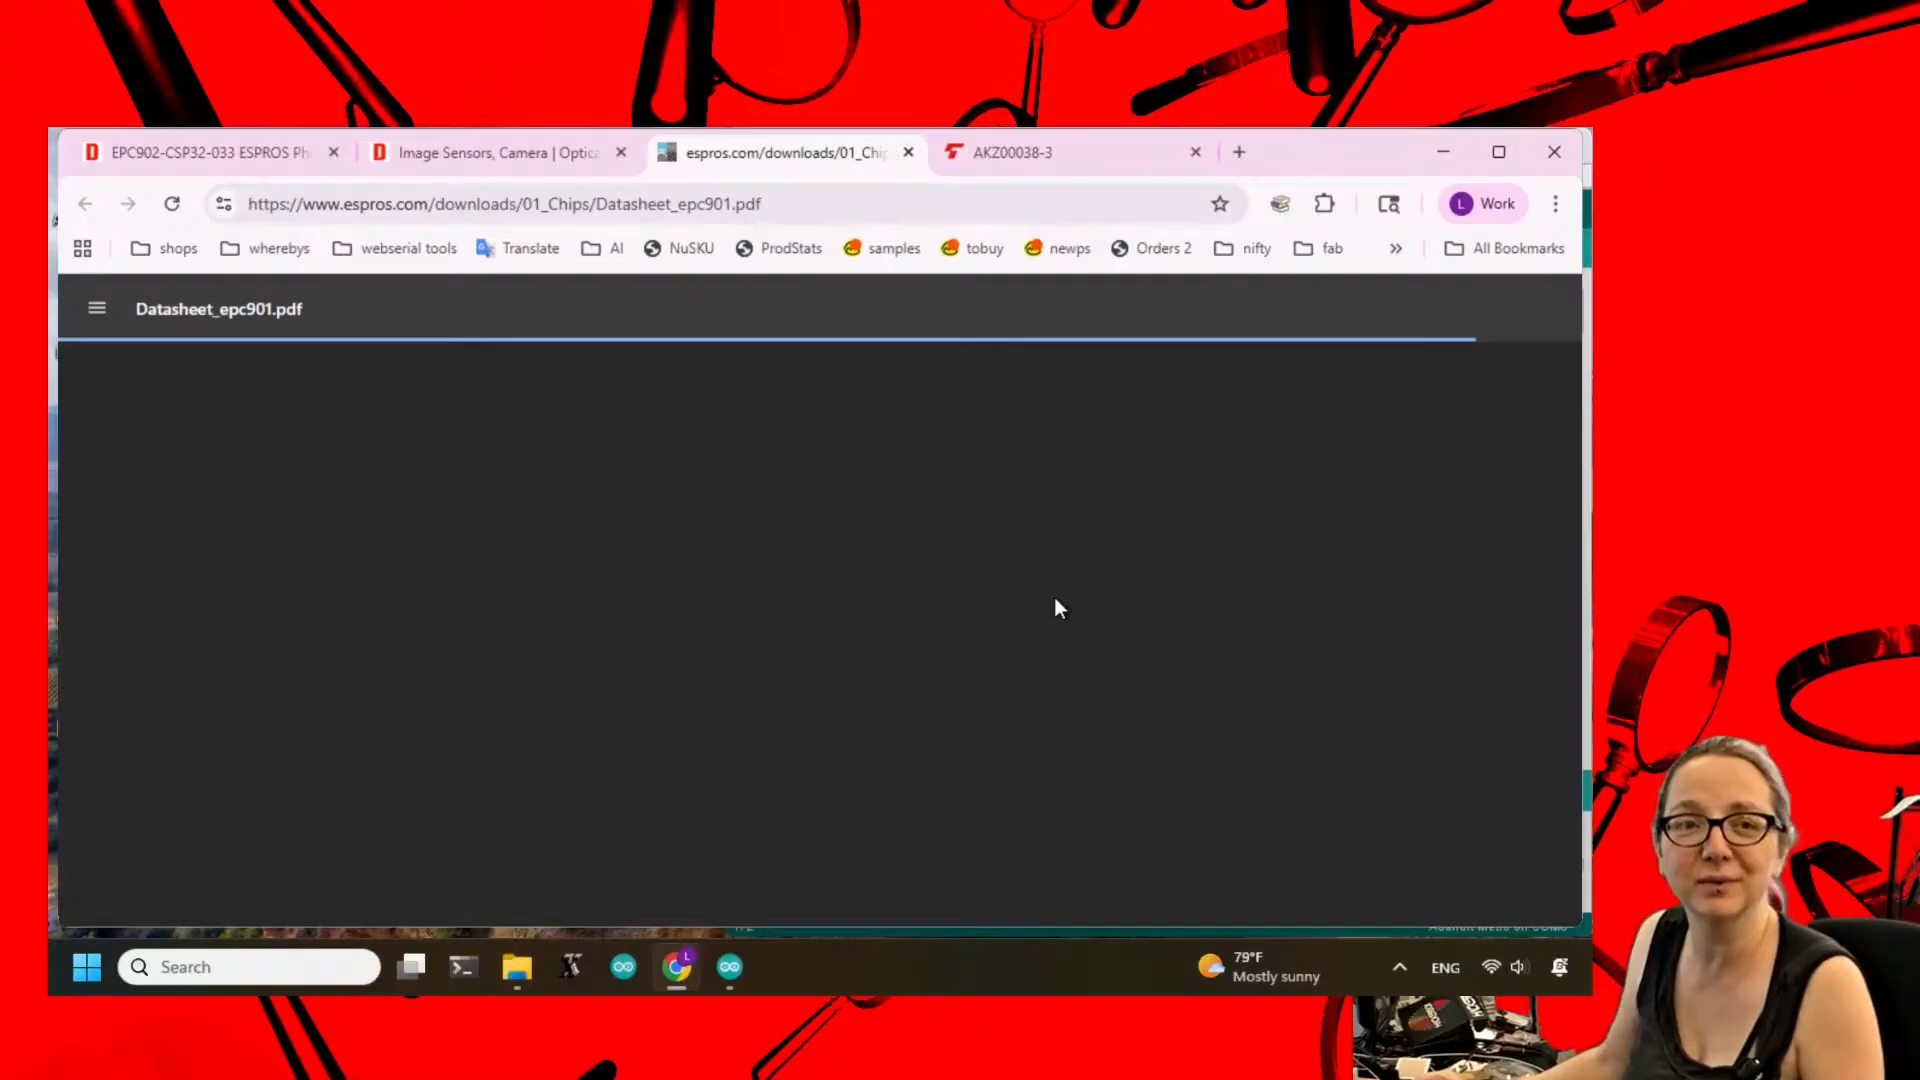 EPC902-CSP32-033 ESPROS Ph
Image Sensors, Camera | Optica
espros.com/downloads/01_Chip
AKZ00038-3
https://www.espros.com/downloads/01_Chips/Datasheet_epc901.pdf
L Work
shops
wherebys
webserial tools
Translate
AI
NuSKU
ProdStats
samples
tobuy
newps
Orders 2
nifty
fab
All Bookmarks
Datasheet_epc901.pdf
Search
79°F
Mostly sunny
ENG